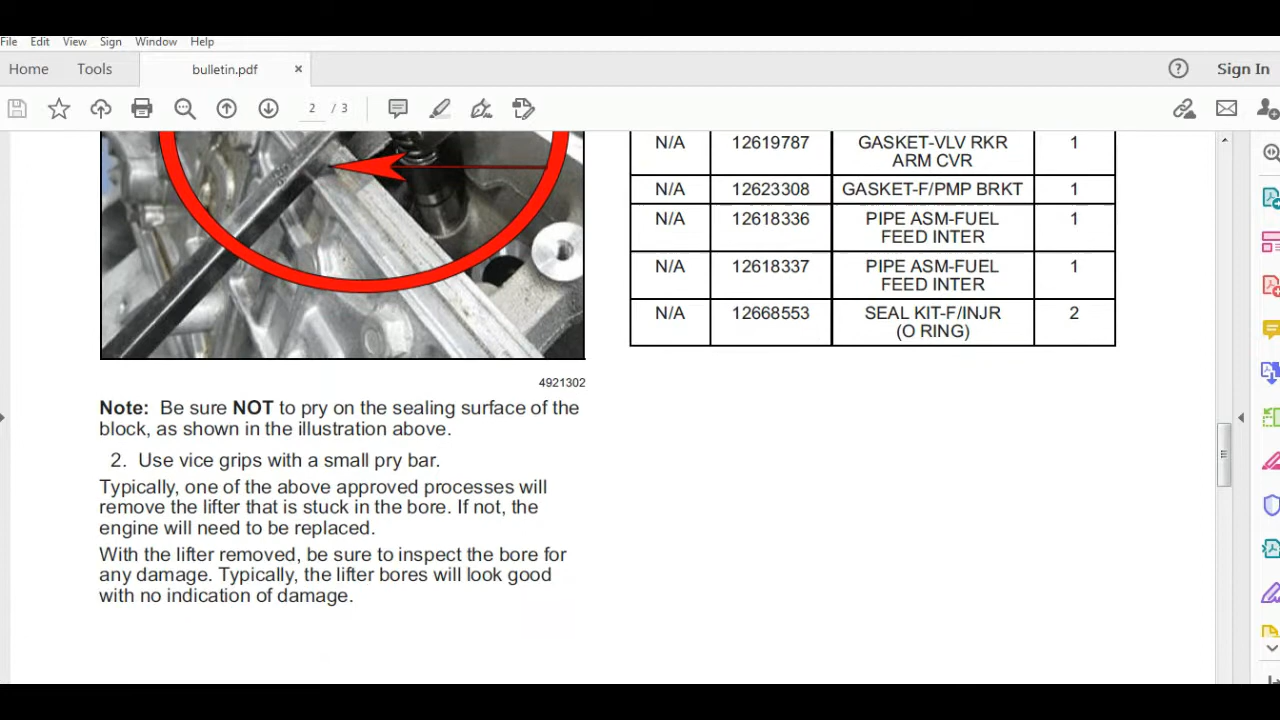 File Edit View Sign Window Help
Home Tools bulletin.pdf × ? Sign In
2 / 3
4921302
Note: Be sure NOT to pry on the sealing surface of the
block, as shown in the illustration above.
2. Use vice grips with a small pry bar.
Typically, one of the above approved processes will
remove the lifter that is stuck in the bore. If not, the
engine will need to be replaced.
With the lifter removed, be sure to inspect the bore for
any damage. Typically, the lifter bores will look good
with no indication of damage.
N/A 12619787 GASKET-VLV RKR 1
ARM CVR
N/A 12623308 GASKET-F/PMP BRKT 1
N/A 12618336 PIPE ASM-FUEL 1
FEED INTER
N/A 12618337 PIPE ASM-FUEL 1
FEED INTER
N/A 12668553 SEAL KIT-F/INJR 2
(O RING)